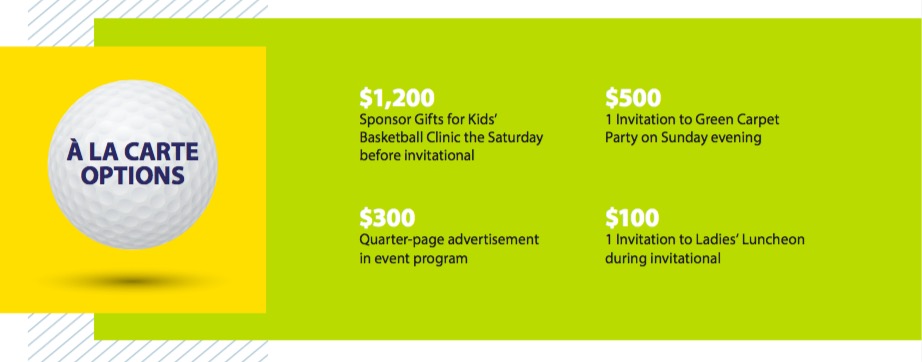 À LA CARTE
OPTIONS
$1,200
Sponsor Gifts for Kids’
Basketball Clinic the Saturday
before invitational
$500
1 Invitation to Green Carpet
Party on Sunday evening
$300
Quarter-page advertisement
in event program
$100
1 Invitation to Ladies’ Luncheon
during invitational